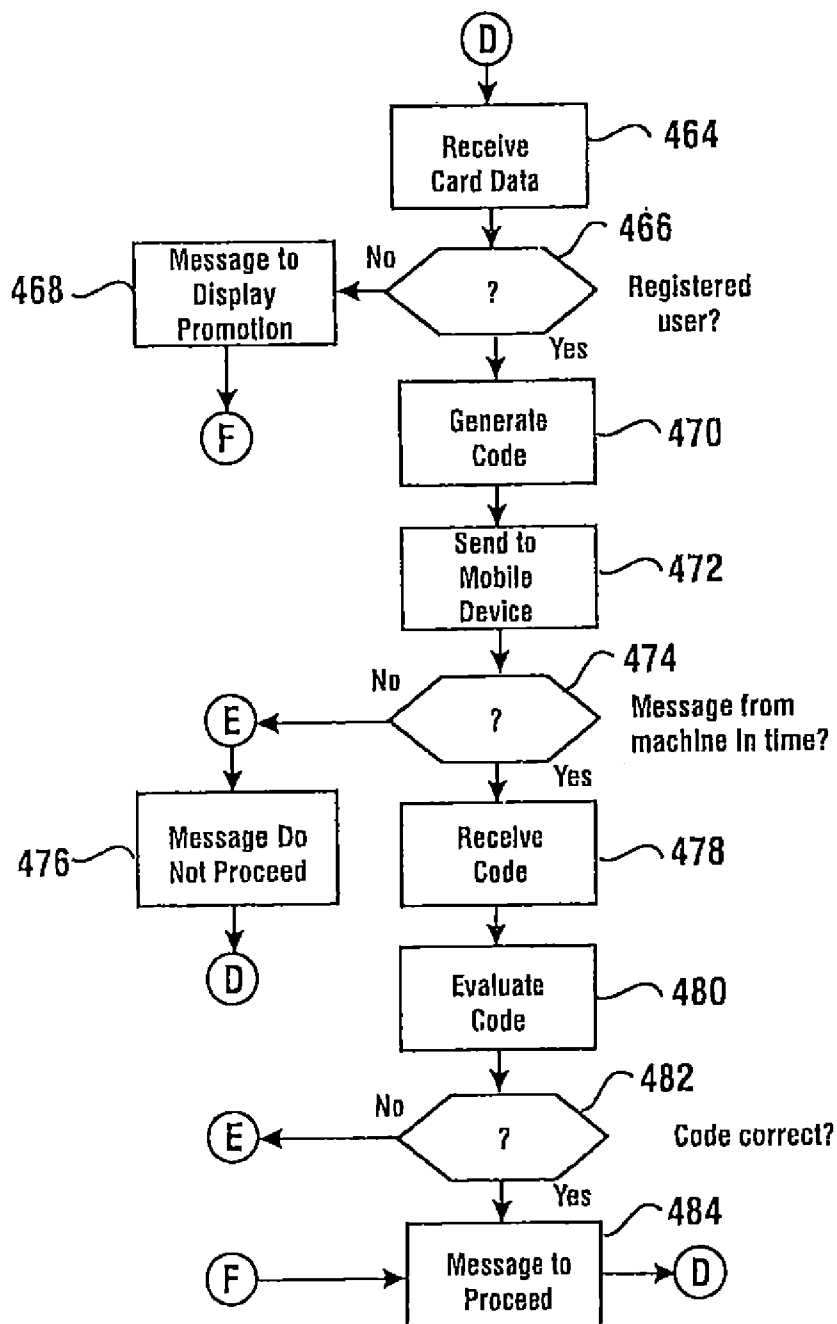 D
Receive
Card Data
464
466
No
Message to
Display
Promotion
468
?
Registered
user?
Yes
F
Generate
Code
470
Send to
Mobile
Device
472
474
No
E
?
Message from
machine in time?
Yes
476
Message Do
Not Proceed
Receive
Code
478
D
Evaluate
Code
480
482
No
E
?
Code correct?
Yes
484
F
Message to
Proceed
D